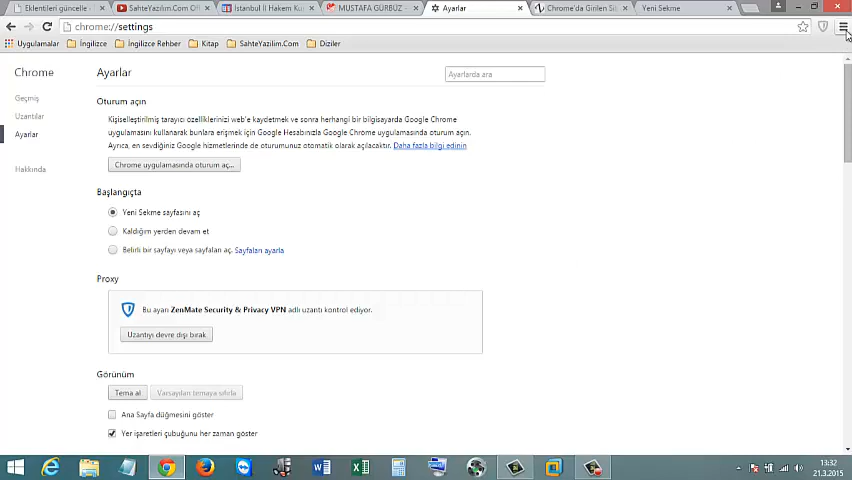 Eklentileri güncelle
SahteYazılım.Com Of
İstanbul İl Hakem Ku
MUSTAFA GÜRBÜZ -
Ayarlar
Chrome'da Girilen Si
Yeni Sekme
chrome://settings
Uygulamalar
İngilizce
İngilizce Rehber
Kitap
SahteYazılım.Com
Diziler
Chrome
Ayarlar
Ayarlarda ara
Geçmiş
Uzantılar
Ayarlar
Hakkında
Oturum açın
Kişiselleştirilmiş tarayıcı özelliklerinizi web'e kaydetmek ve sonra herhangi bir bilgisayarda Google Chrome
uygulamasını kullanarak bunlara erişmek için Google Hesabınızla Google Chrome uygulamasında oturum açın.
Ayrıca, en sevdiğiniz Google hizmetlerinde de oturumunuz otomatik olarak açılacaktır. Daha fazla bilgi edinin
Chrome uygulamasında oturum aç...
Başlangıçta
Yeni Sekme sayfasını aç
Kaldığım yerden devam et
Belirli bir sayfayı veya sayfaları aç. Sayfaları ayarla
Proxy
Bu ayarı ZenMate Security & Privacy VPN adlı uzantı kontrol ediyor.
Uzantıyı devre dışı bırak
Görünüm
Tema al
Varsayılan temaya sıfırla
Ana Sayfa düğmesini göster
Yer işaretleri çubuğunu her zaman göster
13:32
21.3.2015